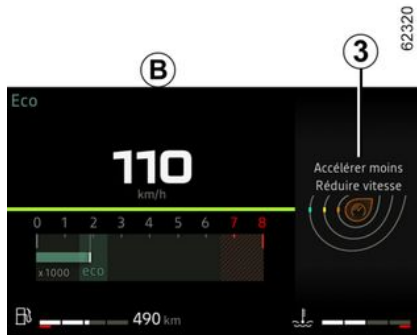 62320
B
3
Eco
110
km/h
Accélérer moins
Réduire vitesse
0 1 2 3 4 5 6 7 8
x 1000 eco
490 km